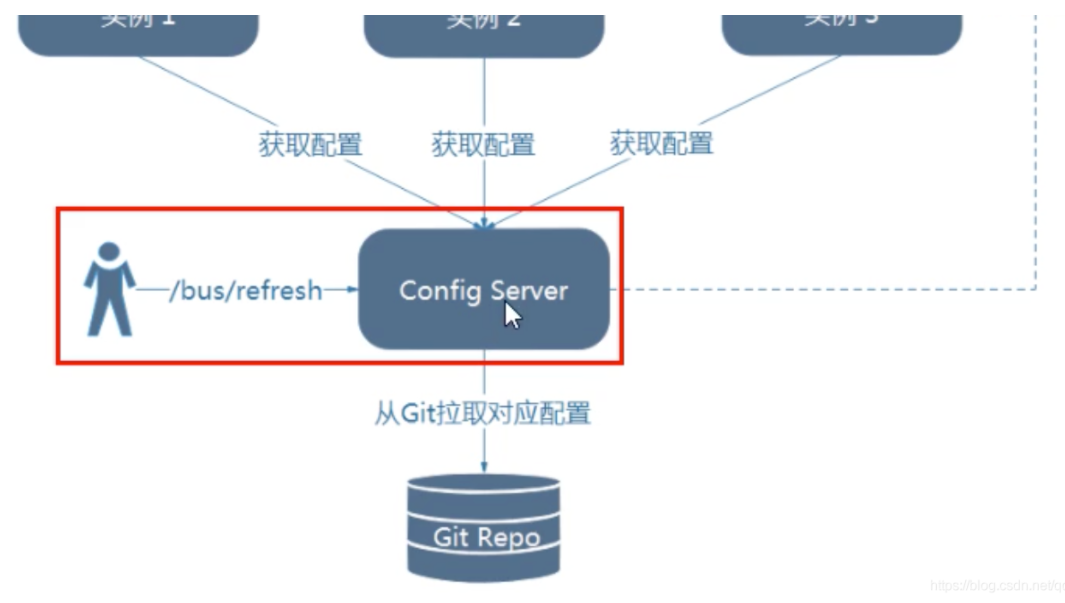 实例 1
实例 2
实例 3
获取配置
获取配置
获取配置
/bus/refresh
Config Server
从Git拉取对应配置
Git Repo
https://blog.csdn.net/qq